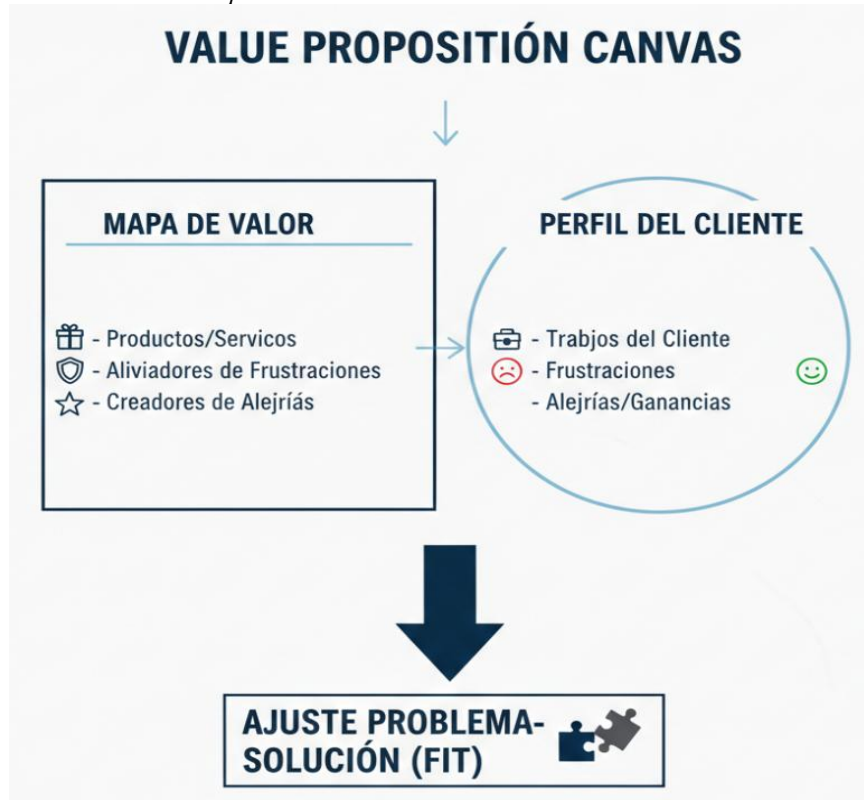 VALUE PROPOSITIÓN CANVAS
MAPA DE VALOR
- Productos/Servicos
- Aliviadores de Frustraciones
- Creadores de Alejríás
PERFIL DEL CLIENTE
- Trabjos del Cliente
- Frustraciones
- Alejrías/Ganancias
AJUSTE PROBLEMA-
SOLUCIÓN (FIT)